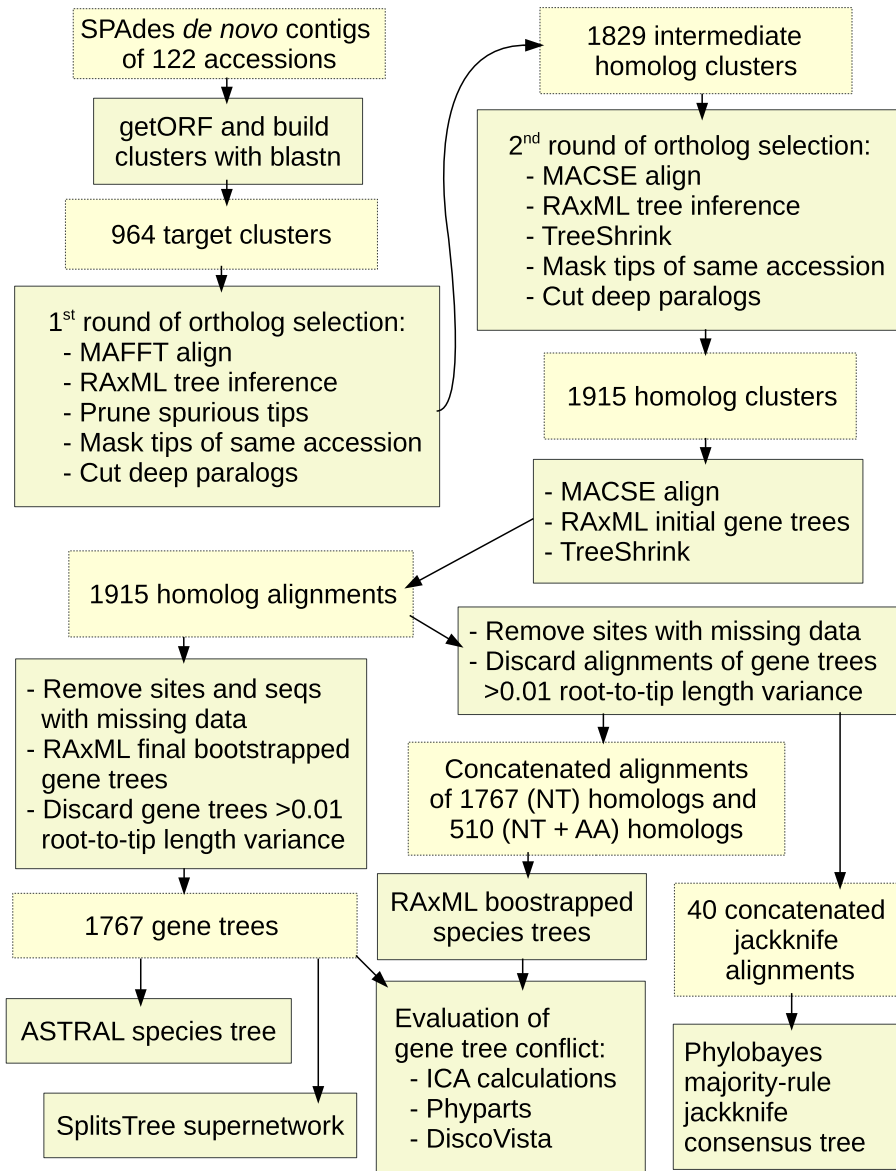 SPAdes de novo contigs
of 122 accessions
getORF and build
clusters with blastn
964 target clusters
1st round of ortholog selection:
- MAFFT align
- RAxML tree inference
- Prune spurious tips
- Mask tips of same accession
- Cut deep paralogs
1829 intermediate
homolog clusters
2nd round of ortholog selection:
- MACSE align
- RAxML tree inference
- TreeShrink
- Mask tips of same accession
- Cut deep paralogs
1915 homolog clusters
- MACSE align
- RAxML initial gene trees
- TreeShrink
1915 homolog alignments
- Remove sites and seqs
with missing data
- RAxML final bootstrapped
gene trees
- Discard gene trees >0.01
root-to-tip length variance
1767 gene trees
ASTRAL species tree
SplitsTree supernetwork
- Remove sites with missing data
- Discard alignments of gene trees
>0.01 root-to-tip length variance
Concatenated alignments
of 1767 (NT) homologs and
510 (NT + AA) homologs
RAxML boostrapped
species trees
Evaluation of
gene tree conflict:
- ICA calculations
- Phyparts
- DiscoVista
40 concatenated
jackknife
alignments
Phylobayes
majority-rule
jackknife
consensus tree